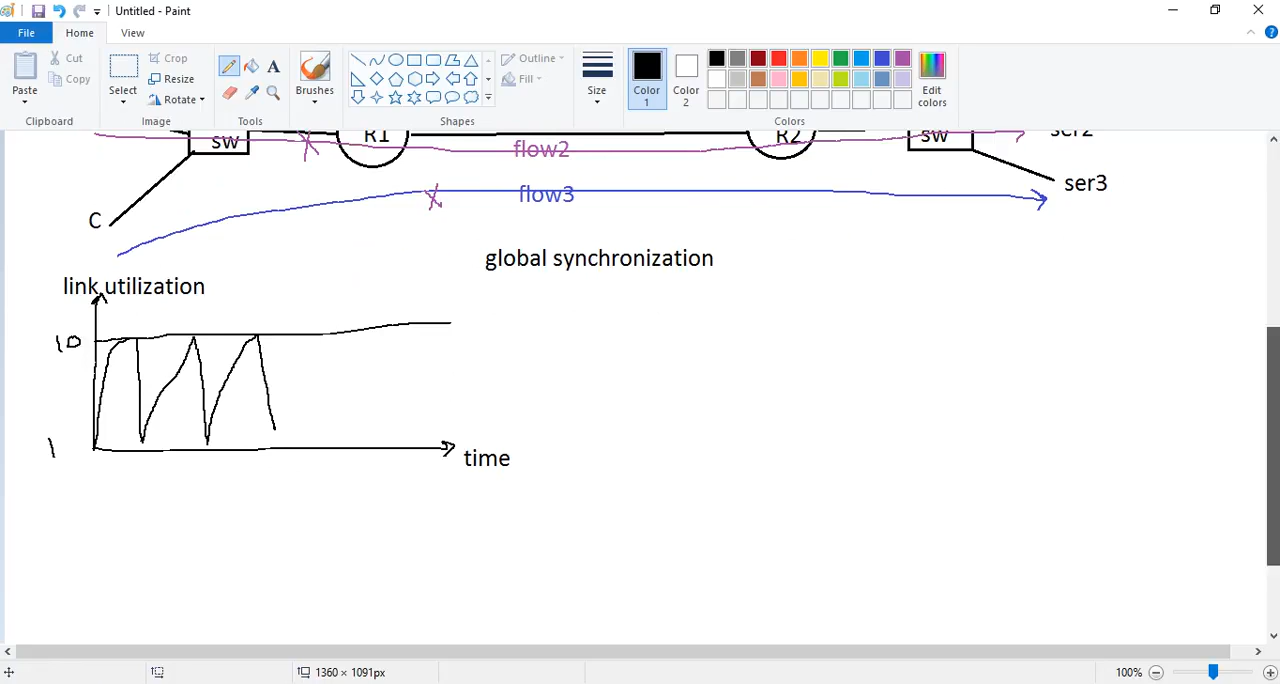 Untitled - Paint
File
Home
View
Paste
Cut
Copy
Clipboard
Select
Crop
Resize
Rotate
Image
A
Tools
Brushes
Shapes
Outline
Fill
Size
Color 1
Color 2
Edit colors
Colors
sw
R1
flow2
R2
sw
ser2
flow3
ser3
C
global synchronization
link utilization
10
1
time
1360 × 1091px
100%